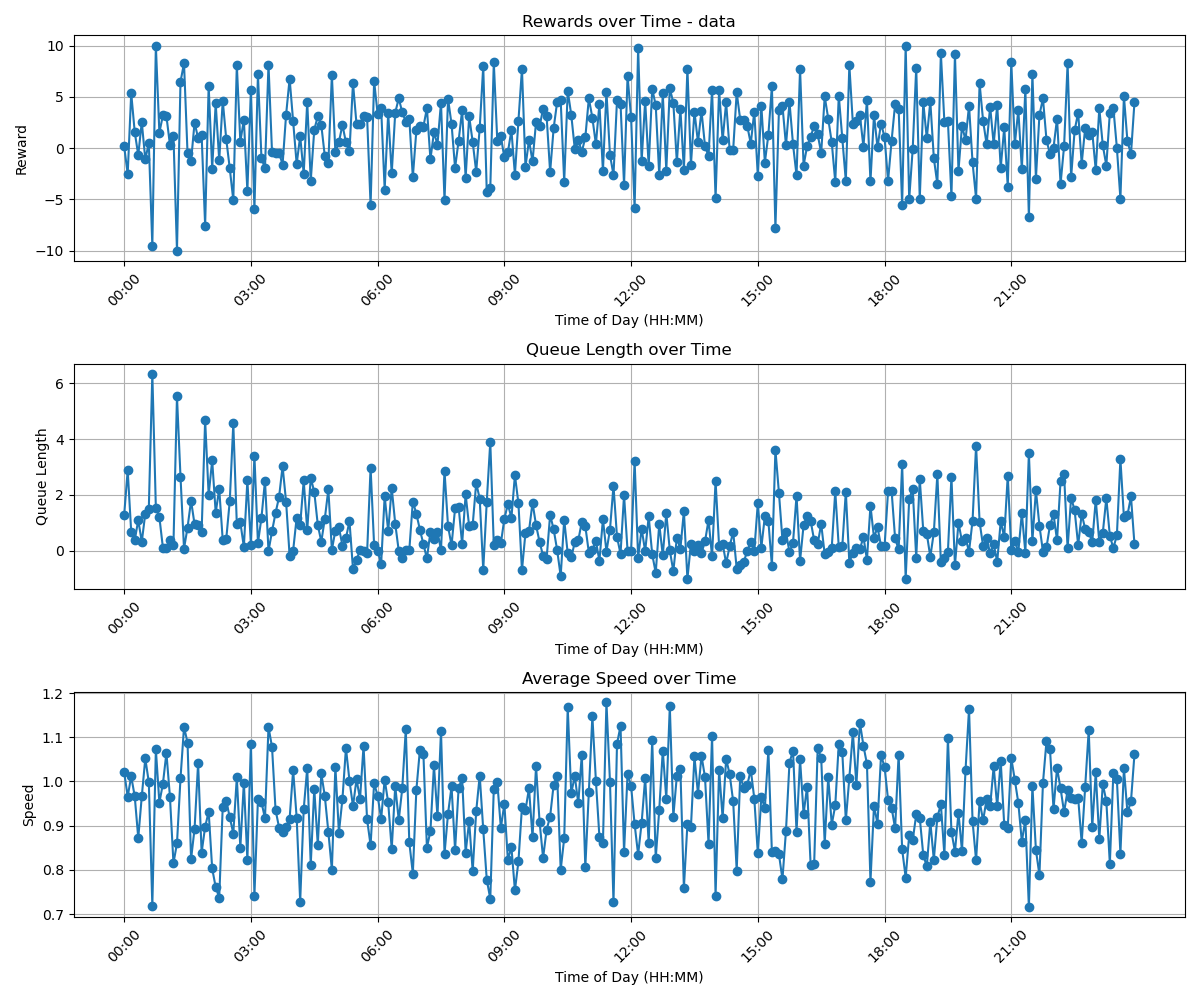 Rewards over Time - data
10
5
0
−5
−10
Reward
00:00 03:00 06:00 09:00 12:00 15:00 18:00 21:00
Time of Day (HH:MM)
Queue Length over Time
6
4
2
0
Queue Length
00:00 03:00 06:00 09:00 12:00 15:00 18:00 21:00
Time of Day (HH:MM)
Average Speed over Time
1.2
1.1
1.0
0.9
0.8
0.7
Speed
00:00 03:00 06:00 09:00 12:00 15:00 18:00 21:00
Time of Day (HH:MM)